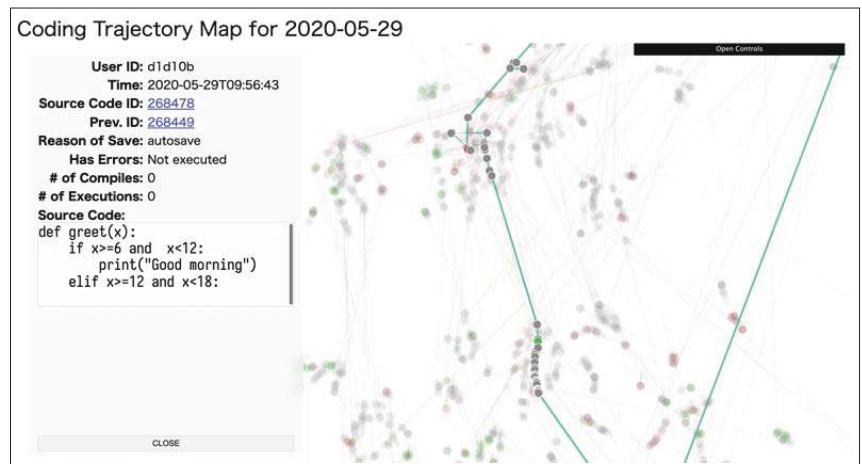 Coding Trajectory Map for 2020-05-29
Open Controls
User ID: d1d10b
Time: 2020-05-29T09:56:43
Source Code ID: 268478
Prev. ID: 268449
Reason of Save: autosave
Has Errors: Not executed
# of Compiles: 0
# of Executions: 0
Source Code:
def greet(x):
    if x>=6 and  x<12:
        print("Good morning")
    elif x>=12 and x<18:
CLOSE